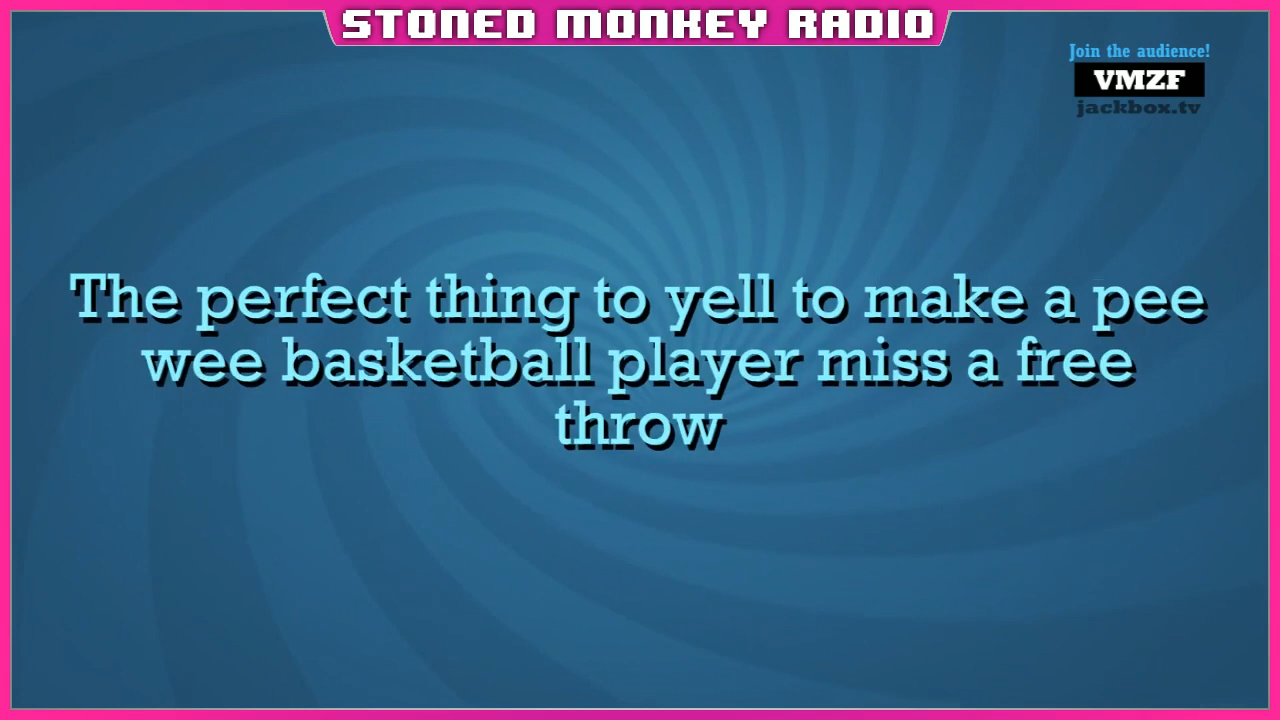 STONED MONKEY RADIO
Join the audience!
VMZF
jackbox.tv
The perfect thing to yell to make a pee
wee basketball player miss a free
throw